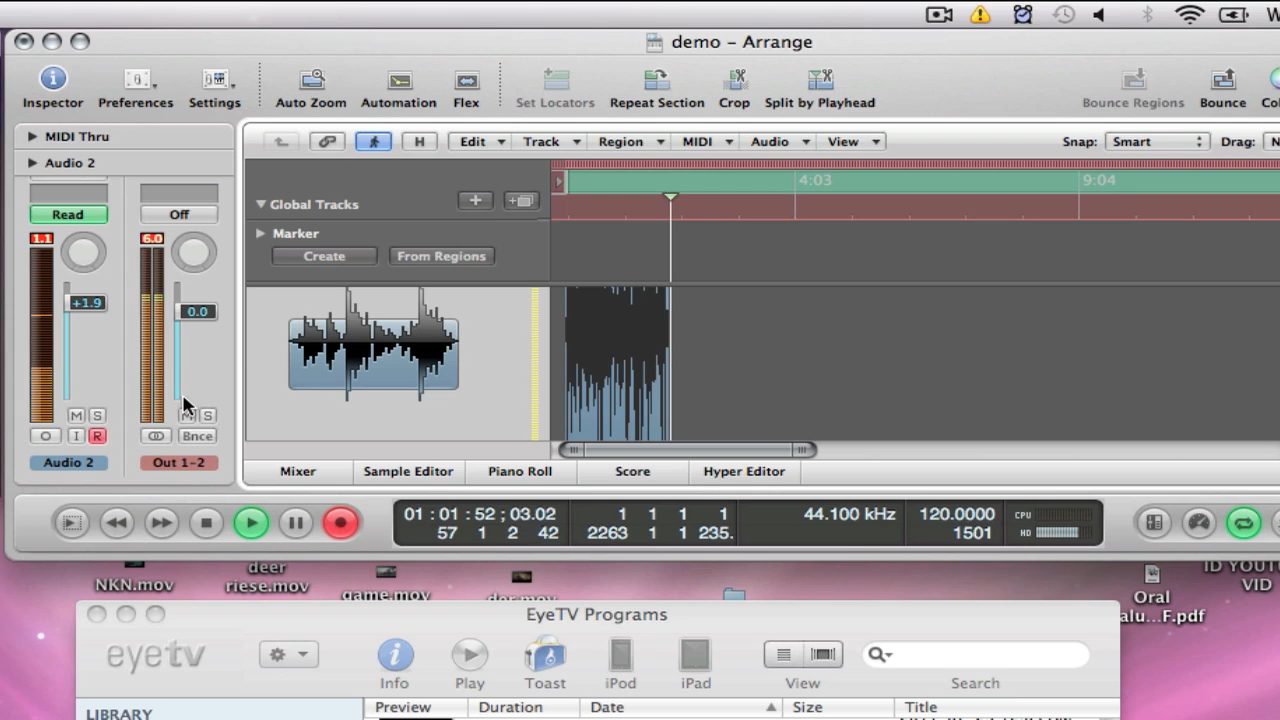 demo – Arrange
Inspector Preferences Settings Auto Zoom Automation Flex Set Locators Repeat Section Crop Split by Playhead Bounce Regions Bounce
MIDI Thru
H Edit Track Region MIDI Audio View Snap: Smart Drag:
Audio 2
4:03 9:04
Global Tracks
Read Off
Marker
1.1 6.0
Create From Regions
+1.9 0.0
M S M S
I R Bnce
Audio 2 Out 1–2
Mixer Sample Editor Piano Roll Score Hyper Editor
01 : 01 : 52 ; 03.02 1 1 1 1 44.100 kHz 120.0000 CPU
57 1 2 42 2263 1 1 235. 1501 HD
NKN.mov
deer
riese.mov
game.mov
der.mov
ID YOUTU
VID
Oral
alu...F.pdf
EyeTV Programs
eyetv
Info Play Toast iPod iPad View Search
LIBRARY Preview Duration Date Size Title